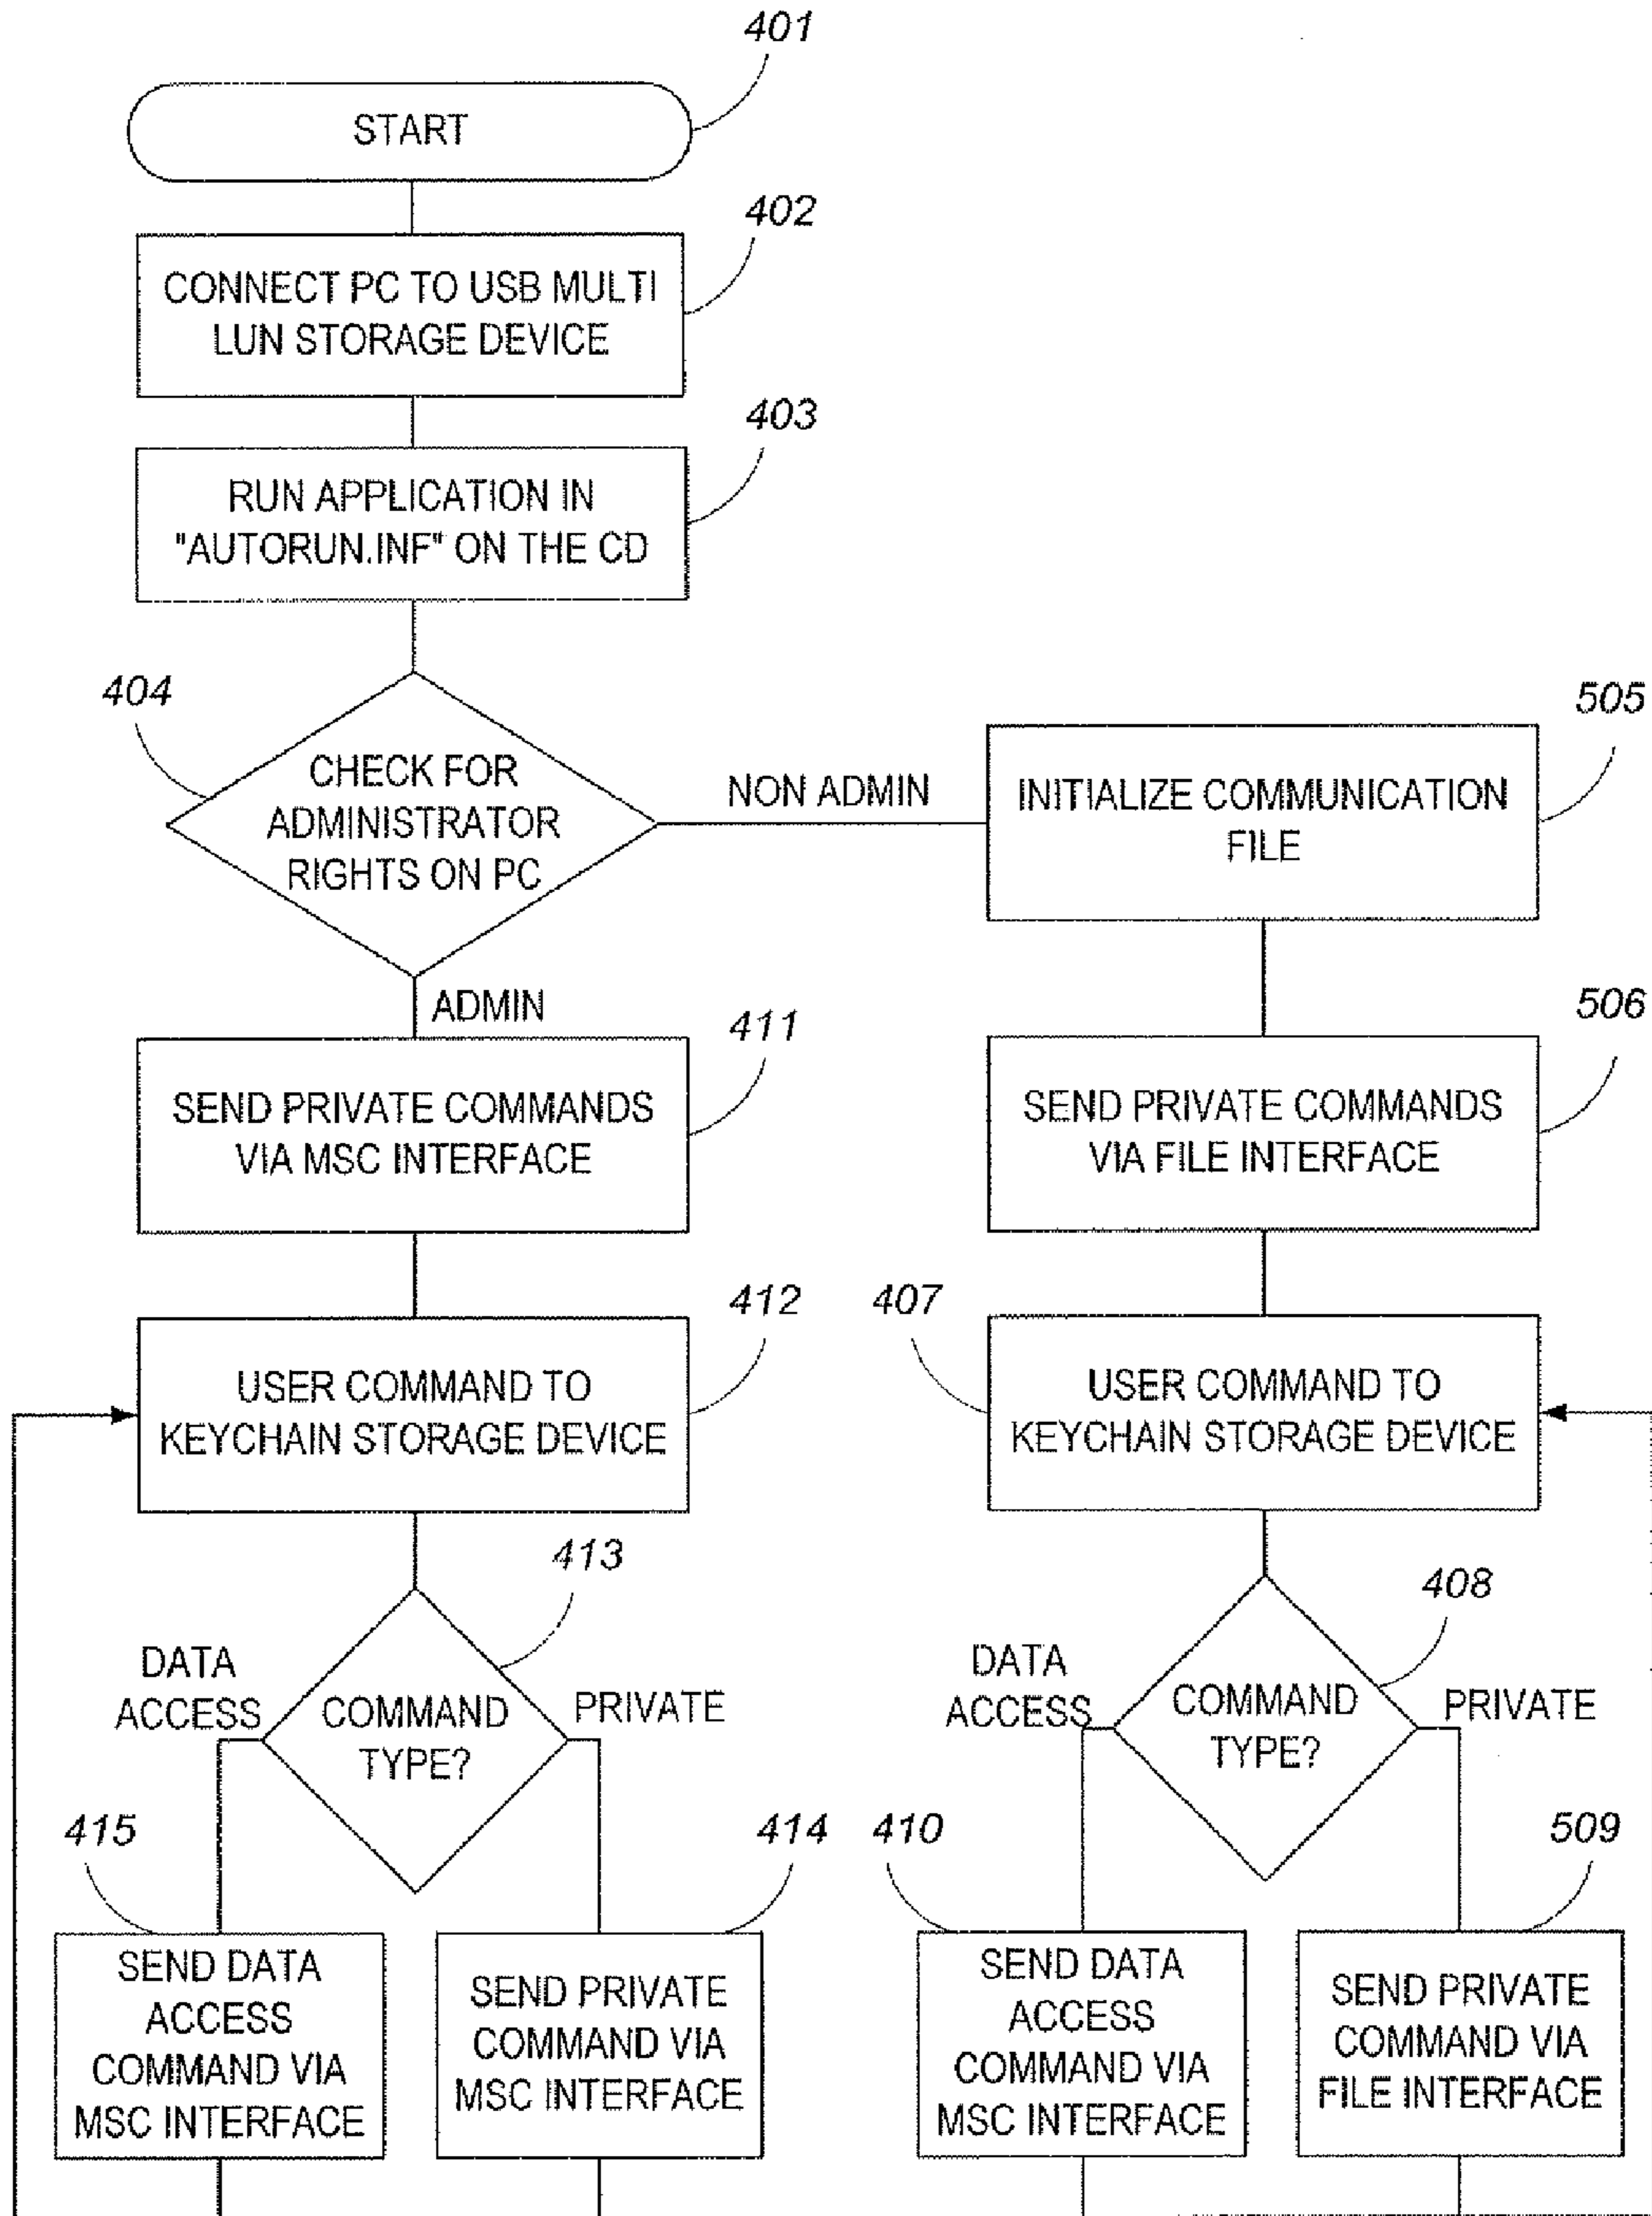 401
START
402
CONNECT PC TO USB MULTI
LUN STORAGE DEVICE
403
RUN APPLICATION IN
"AUTORUN.INF" ON THE CD
404
CHECK FOR
ADMINISTRATOR
RIGHTS ON PC
NON ADMIN
505
INITIALIZE COMMUNICATION
FILE
ADMIN
411
SEND PRIVATE COMMANDS
VIA MSC INTERFACE
506
SEND PRIVATE COMMANDS
VIA FILE INTERFACE
412
USER COMMAND TO
KEYCHAIN STORAGE DEVICE
407
USER COMMAND TO
KEYCHAIN STORAGE DEVICE
413
DATA
ACCESS
COMMAND
TYPE?
PRIVATE
408
DATA
ACCESS
COMMAND
TYPE?
PRIVATE
415
SEND DATA
ACCESS
COMMAND VIA
MSC INTERFACE
414
SEND PRIVATE
COMMAND VIA
MSC INTERFACE
410
SEND DATA
ACCESS
COMMAND VIA
MSC INTERFACE
509
SEND PRIVATE
COMMAND VIA
FILE INTERFACE